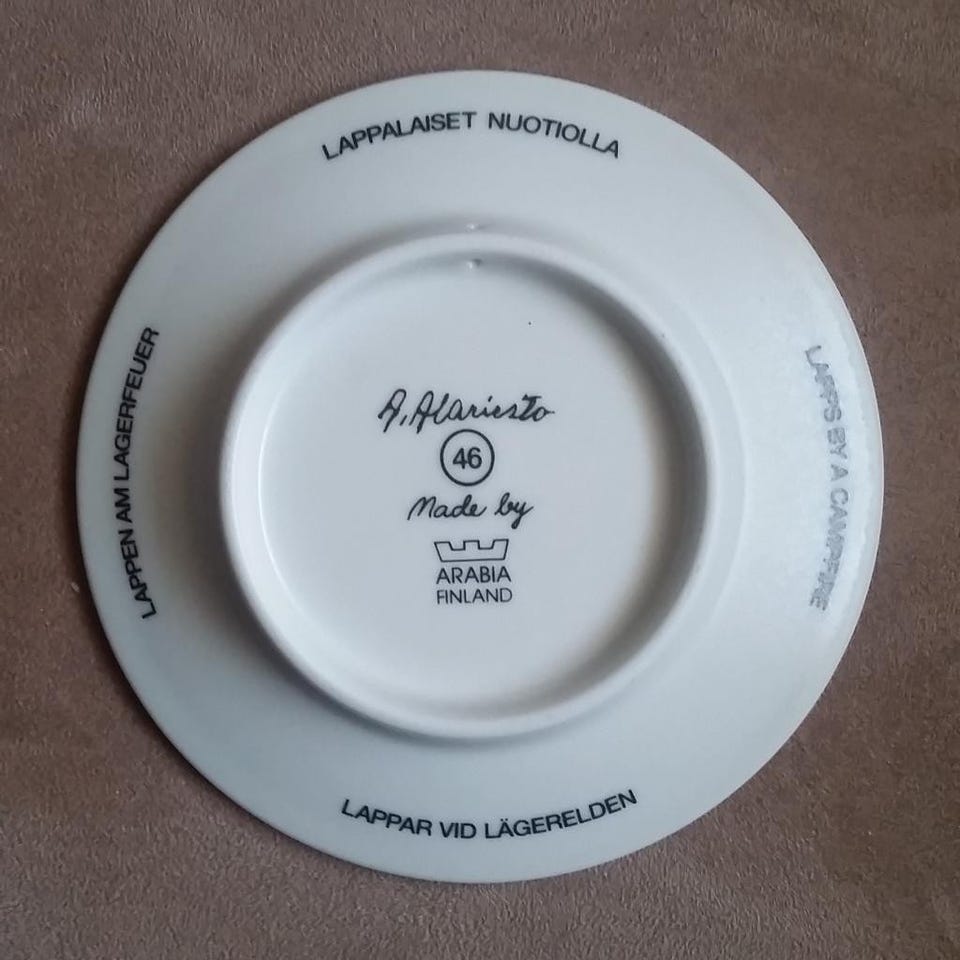 LAPPALAISET NUOTIOLLA
LAPPEN AM LAGERFEUER
LAPPS BY A CAMPFIRE
A. Alariesto
46
Made by
ARABIA
FINLAND
LAPPAR VID LÄGERELDEN